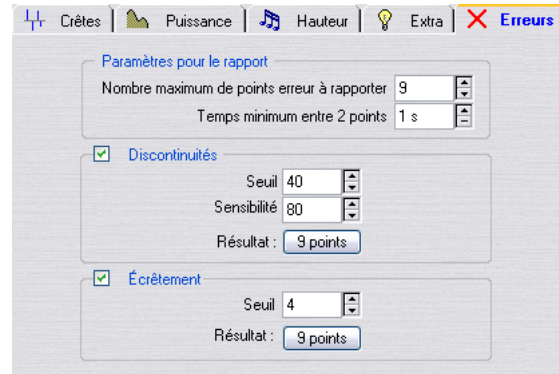 Crêtes Puissance Hauteur Extra Erreurs
Paramètres pour le rapport
Nombre maximum de points erreur à rapporter 9
Temps minimum entre 2 points 1 s
Discontinuités
Seuil 40
Sensibilité 80
Résultat : 9 points
Écrêtement
Seuil 4
Résultat : 9 points